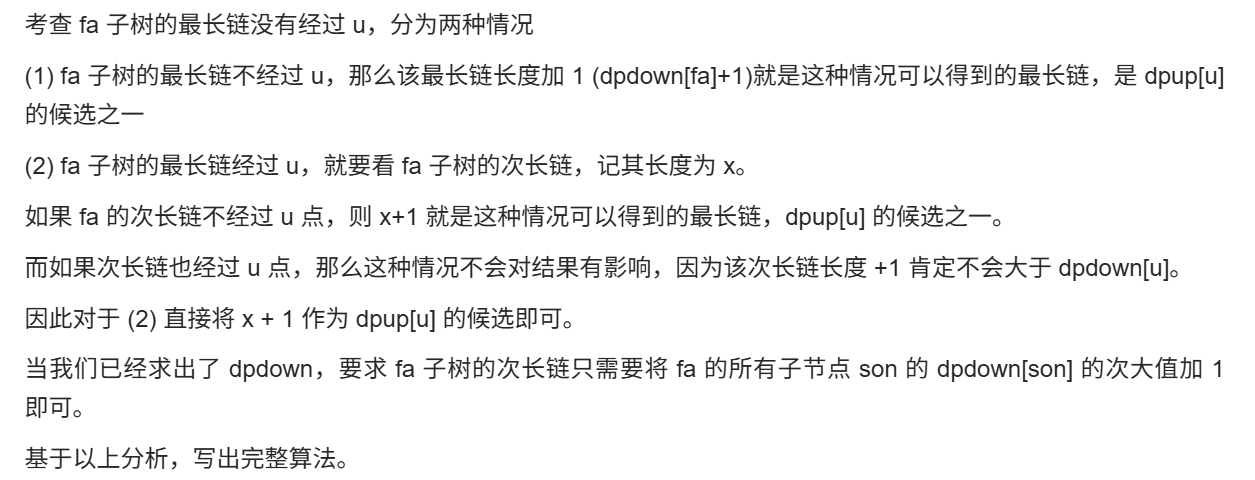 考查 fa 子树的最长链没有经过 u，分为两种情况
(1) fa 子树的最长链不经过 u，那么该最长链长度加 1 (dpdown[fa]+1)就是这种情况可以得到的最长链，是 dpup[u]
的候选之一
(2) fa 子树的最长链经过 u，就要看 fa 子树的次长链，记其长度为 x。
如果 fa 的次长链不经过 u 点，则 x+1 就是这种情况可以得到的最长链，dpup[u] 的候选之一。
而如果次长链也经过 u 点，那么这种情况不会对结果有影响，因为该次长链长度 +1 肯定不会大于 dpdown[u]。
因此对于 (2) 直接将 x + 1 作为 dpup[u] 的候选即可。
当我们已经求出了 dpdown，要求 fa 子树的次长链只需要将 fa 的所有子节点 son 的 dpdown[son] 的次大值加 1
即可。
基于以上分析，写出完整算法。